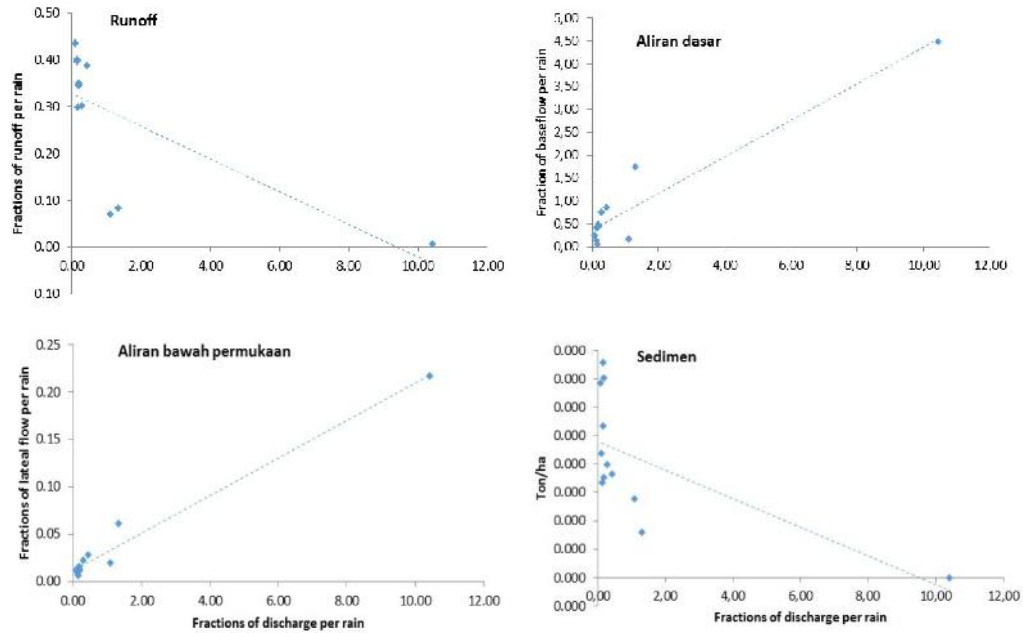 Runoff
Fractions of runoff per rain
0.50
0.40
0.30
0.20
0.10
0.00
0.10
0.00 2.00 4.00 6.00 8.00 10.00 12.00
Aliran dasar
Fraction of baseflow per rain
5,00
4,50
4,00
3,50
3,00
2,50
2,00
1,50
1,00
0,50
0,00
0,00 2,00 4,00 6,00 8,00 10,00 12,00
Aliran bawah permukaan
Fractions of lateal flow per rain
0.25
0.20
0.15
0.10
0.05
0.00
0.00 2.00 4.00 6.00 8.00 10.00 12.00
Fractions of discharge per rain
Sedimen
Ton/ha
0.000
0.000
0.000
0.000
0.000
0.000
0.000
0.000
0.000
0.000
0,00 2,00 4,00 6,00 8,00 10,00 12,00
Fractions of discharge per rain